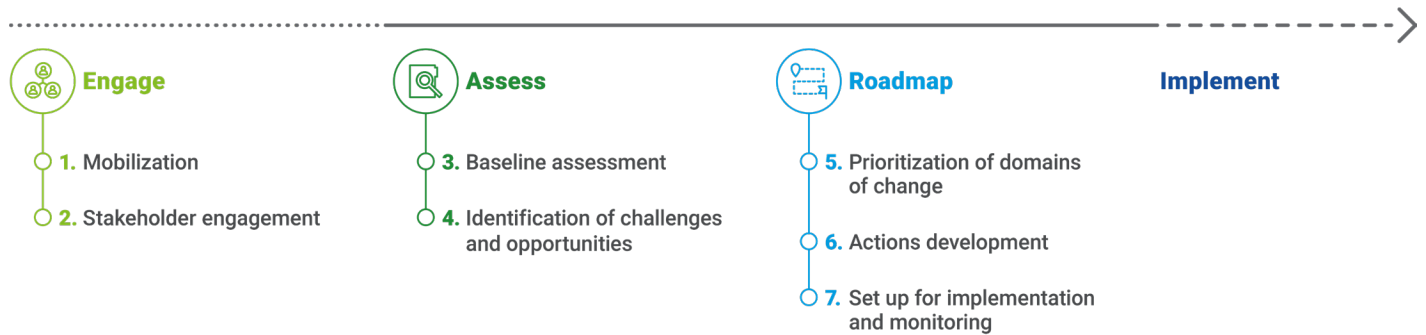 Engage
1. Mobilization
2. Stakeholder engagement
Assess
3. Baseline assessment
4. Identification of challenges
and opportunities
Roadmap
5. Prioritization of domains
of change
6. Actions development
7. Set up for implementation
and monitoring
Implement